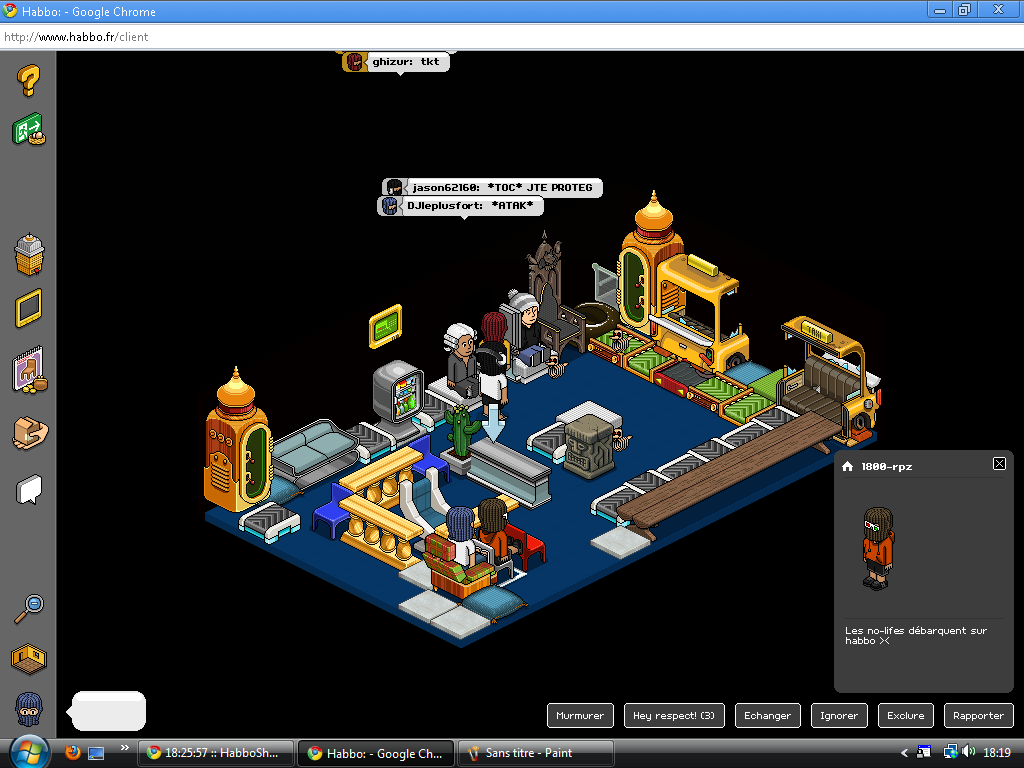 Habbo: - Google Chrome
http://www.habbo.fr/client
ghizur: tkt
jason62160: *TOC* JTE PROTEG
DJleplusfort: *ATAK*
TAXI
1800-rpz
Les no-lifes débarquent sur
habbo ><
Murmurer
Hey respect! (3)
Echanger
Ignorer
Exclure
Rapporter
»
18:25:57 :: HabboSh...
Habbo: - Google Ch...
Sans titre - Paint
18:19